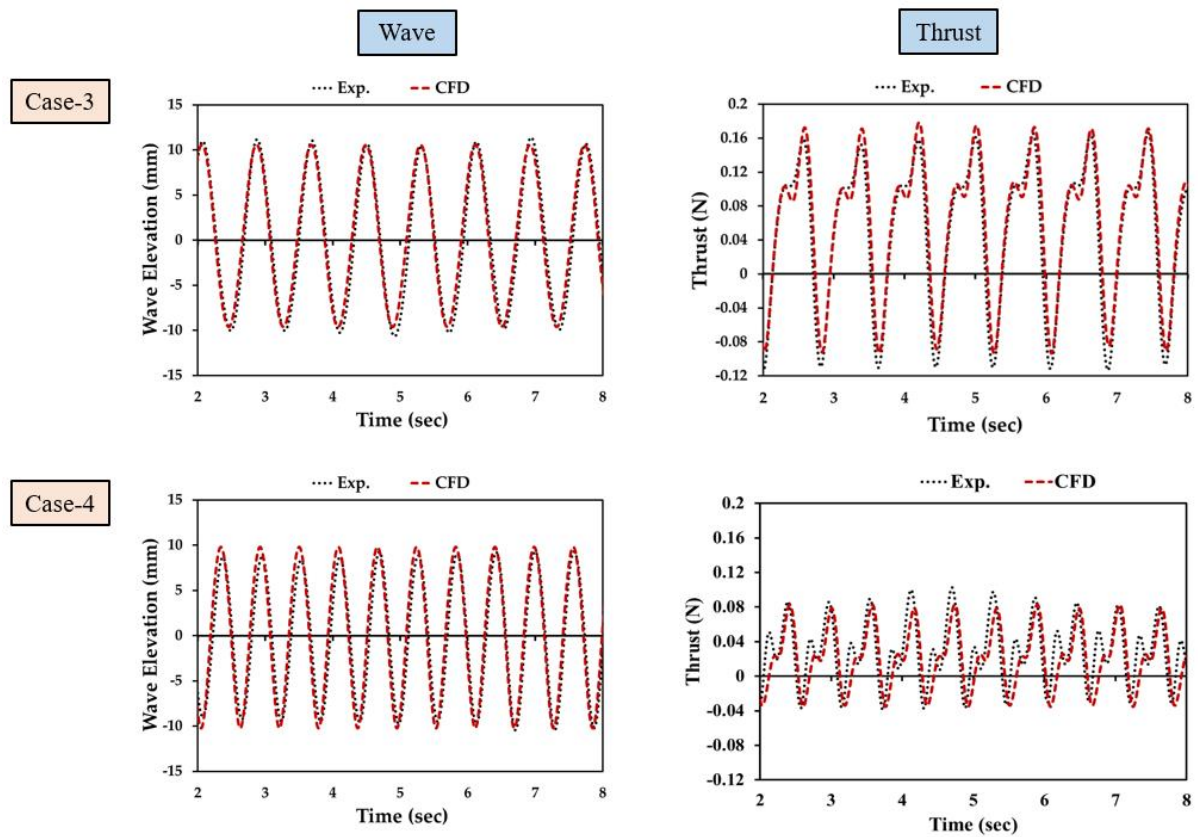 Wave
Thrust
Case-3
Exp. CFD
15
10
5
0
-5
-10
-15
Wave Elevation (mm)
2 3 4 5 6 7 8
Time (sec)
Exp. CFD
0.2
0.16
0.12
0.08
0.04
0
-0.04
-0.08
-0.12
Thrust (N)
2 3 4 5 6 7 8
Time (sec)
Case-4
Exp. CFD
15
10
5
0
-5
-10
-15
Wave Elevation (mm)
2 3 4 5 6 7 8
Time (sec)
Exp. CFD
0.2
0.16
0.12
0.08
0.04
0
-0.04
-0.08
-0.12
Thrust (N)
2 3 4 5 6 7 8
Time (sec)